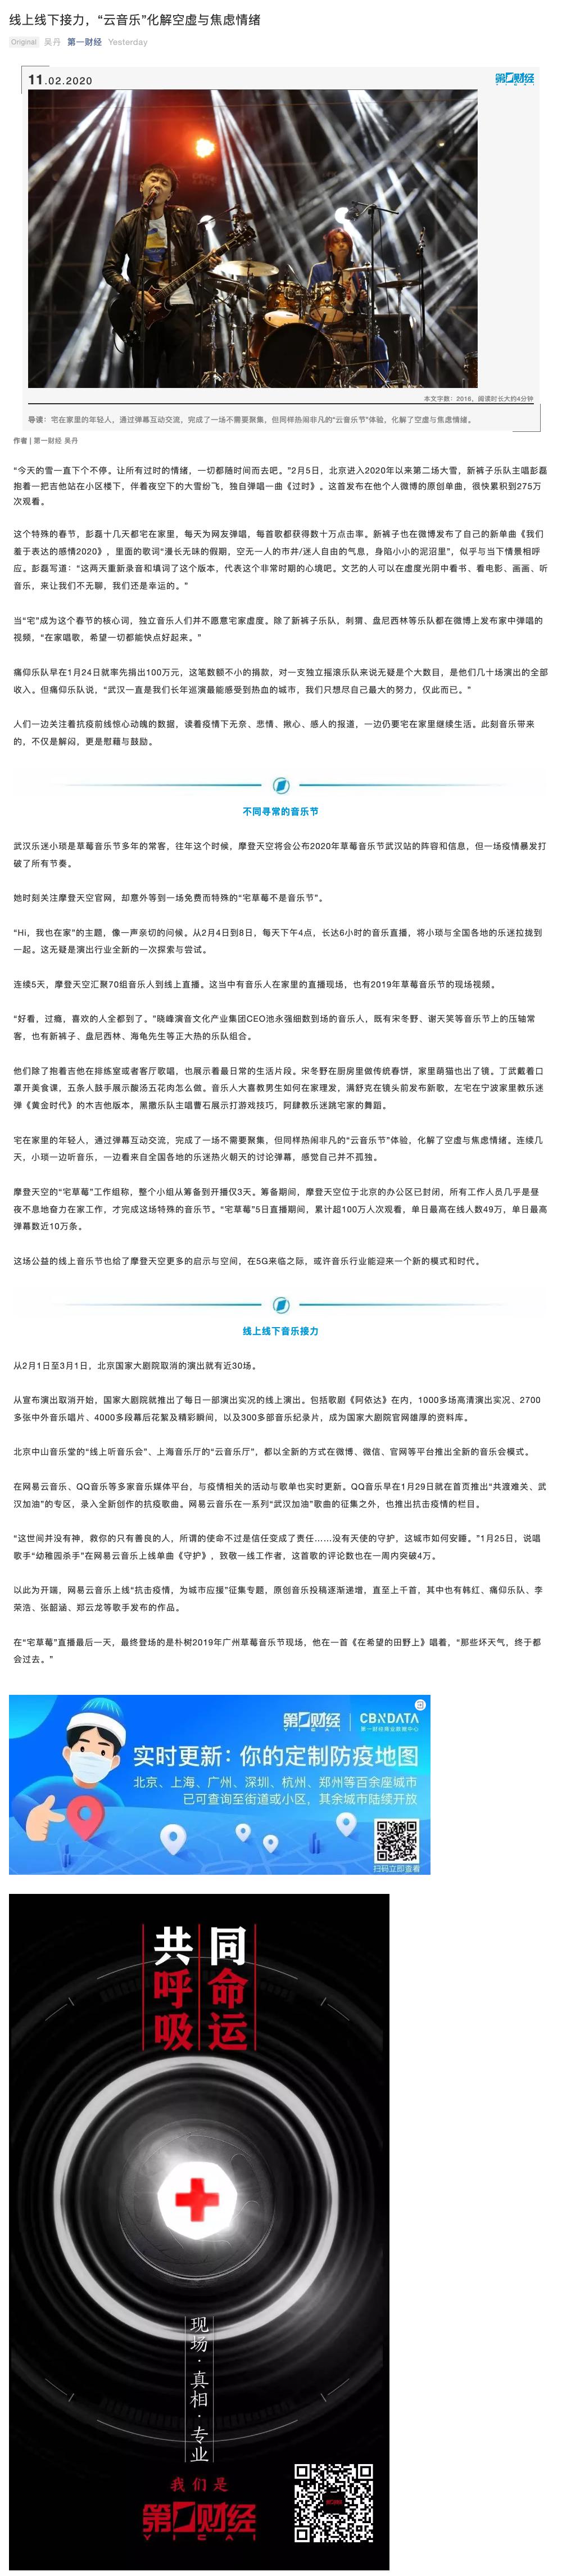 线上线下接力，“云音乐”化解空虚与焦虑情绪
Original 吴丹 第一财经 Yesterday
11.02.2020
第一财经
YICAI
本文字数：2018，阅读时长大约4分钟
导读：宅在家里的年轻人，通过弹幕互动交流，完成了一场不需要聚集，但同样热闹非凡的“云音乐节”体验，化解了空虚与焦虑情绪。
作者 | 第一财经 吴丹
“今天的雪一直下个不停。让所有过时的情绪，一切都随时间而去吧。”2月5日，北京进入2020年以来第二场大雪，新裤子乐队主唱彭磊
抱着一把吉他站在小区楼下，伴着夜空下的大雪纷飞，独自弹唱一曲《过时》。这首发布在他个人微博的原创单曲，很快累积到275万
次观看。
这个特殊的春节，彭磊十几天都宅在家里，每天为网友弹唱，每首歌都获得数十万点击率。新裤子也在微博发布了自己的新单曲《我们
羞于表达的感情2020》，里面的歌词“漫长无味的假期，空无一人的市井/迷人自由的气息，身陷小小的泥沼里”，似乎与当下情景相呼
应。彭磊写道：“这两天重新录音和填词了这个版本，代表这个非常时期的心境吧。文艺的人可以在虚度光阴中看书、看电影、画画、听
音乐，来让我们不无聊，我们还是幸运的。”
当“宅”成为这个春节的核心词，独立音乐人们并不愿意宅家虚度。除了新裤子乐队，刺猬、盘尼西林等乐队都在微博上发布家中弹唱的
视频，“在家唱歌，希望一切都能快点好起来。”
痛仰乐队早在1月24日就率先捐出100万元，这笔数额不小的捐款，对一支独立摇滚乐队来说无疑是个大数目，是他们几十场演出的全部
收入。但痛仰乐队说，“武汉一直是我们长年巡演最能感受到热血的城市，我们只想尽自己最大的努力，仅此而已。”
人们一边关注着抗疫前线惊心动魄的数据，读着疫情下无奈、悲情、揪心、感人的报道，一边仍要宅在家里继续生活。此刻音乐带来
的，不仅是解闷，更是慰藉与鼓励。
不同寻常的音乐节
武汉乐迷小琐是草莓音乐节多年的常客，往年这个时候，摩登天空将会公布2020年草莓音乐节武汉站的阵容和信息，但一场疫情暴发打
破了所有节奏。
她时刻关注摩登天空官网，却意外等到一场免费而特殊的“宅草莓不是音乐节”。
“Hi，我也在家”的主题，像一声亲切的问候。从2月4日到8日，每天下午4点，长达6小时的音乐直播，将小琐与全国各地的乐迷拉拢到
一起。这无疑是演出行业全新的一次探索与尝试。
连续5天，摩登天空汇聚70组音乐人到线上直播。这当中有音乐人在家里的直播现场，也有2019年草莓音乐节的现场视频。
“好看，过瘾，喜欢的人全都到了。”晓峰演音文化产业集团CEO池永强细数到场的音乐人，既有宋冬野、谢天笑等音乐节上的压轴常
客，也有新裤子、盘尼西林、海龟先生等正大热的乐队组合。
他们除了抱着吉他在排练室或者客厅歌唱，也展示着最日常的生活片段。宋冬野在厨房里做传统春饼，家里萌猫也出了镜。丁武戴着口
罩开美食课，五条人鼓手展示酸汤五花肉怎么做。音乐人大喜教男生如何在家理发，满舒克在镜头前发布新歌，左宅在宁波家里教乐迷
弹《黄金时代》的木吉他版本，黑撒乐队主唱曹石展示打游戏技巧，阿肆教乐迷跳宅家的舞蹈。
宅在家里的年轻人，通过弹幕互动交流，完成了一场不需要聚集，但同样热闹非凡的“云音乐节”体验，化解了空虚与焦虑情绪。连续几
天，小琐一边听音乐，一边看来自全国各地的乐迷热火朝天的讨论弹幕，感觉自己并不孤独。
摩登天空的“宅草莓”工作组称，整个小组从筹备到开播仅3天。筹备期间，摩登天空位于北京的办公区已封闭，所有工作人员几乎是昼
夜不息地奋力在家工作，才完成这场特殊的音乐节。“宅草莓”5日直播期间，累计超100万人次观看，单日最高在线人数49万，单日最高
弹幕数近10万条。
这场公益的线上音乐节也给了摩登天空更多的启示与空间，在5G来临之际，或许音乐行业能迎来一个新的模式和时代。
线上线下音乐接力
从2月1日至3月1日，北京国家大剧院取消的演出就有近30场。
从宣布演出取消开始，国家大剧院就推出了每日一部演出实况的线上演出。包括歌剧《阿依达》在内，1000多场高清演出实况、2700
多张中外音乐唱片、4000多段幕后花絮及精彩瞬间，以及300多部音乐纪录片，成为国家大剧院官网雄厚的资料库。
北京中山音乐堂的“线上听音乐会”、上海音乐厅的“云音乐厅”，都以全新的方式在微博、微信、官网等平台推出全新的音乐会模式。
在网易云音乐、QQ音乐等多家音乐媒体平台，与疫情相关的活动与歌单也实时更新。QQ音乐早在1月29日就在首页推出“共渡难关、武
汉加油”的专区，录入全新创作的抗疫歌曲。网易云音乐在一系列“武汉加油”歌曲的征集之外，也推出抗击疫情的栏目。
“这世间并没有神，救你的只有善良的人，所谓的使命不过是信任变成了责任……没有天使的守护，这城市如何安睡。”1月25日，说唱
歌手“幼稚园杀手”在网易云音乐上线单曲《守护》，致敬一线工作者，这首歌的评论数也在一周内突破4万。
以此为开端，网易云音乐上线“抗击疫情，为城市应援”征集专题，原创音乐投稿逐渐递增，直至上千首，其中也有韩红、痛仰乐队、李
荣浩、张韶涵、郑云龙等歌手发布的作品。
在“宅草莓”直播最后一天，最终登场的是朴树2019年广州草莓音乐节现场，他在一首《在希望的田野上》唱着，“那些坏天气，终于都
会过去。”
第一财经 YICAI | CBNDATA 第一财经商业数据中心
实时更新：你的定制防疫地图
北京、上海、广州、深圳、杭州、郑州等百余座城市
已可查询至街道或小区，其余城市陆续开放
扫码立即查看
共同
呼命
吸运
现场·真相·专业
我们是
第一财经
YICAI